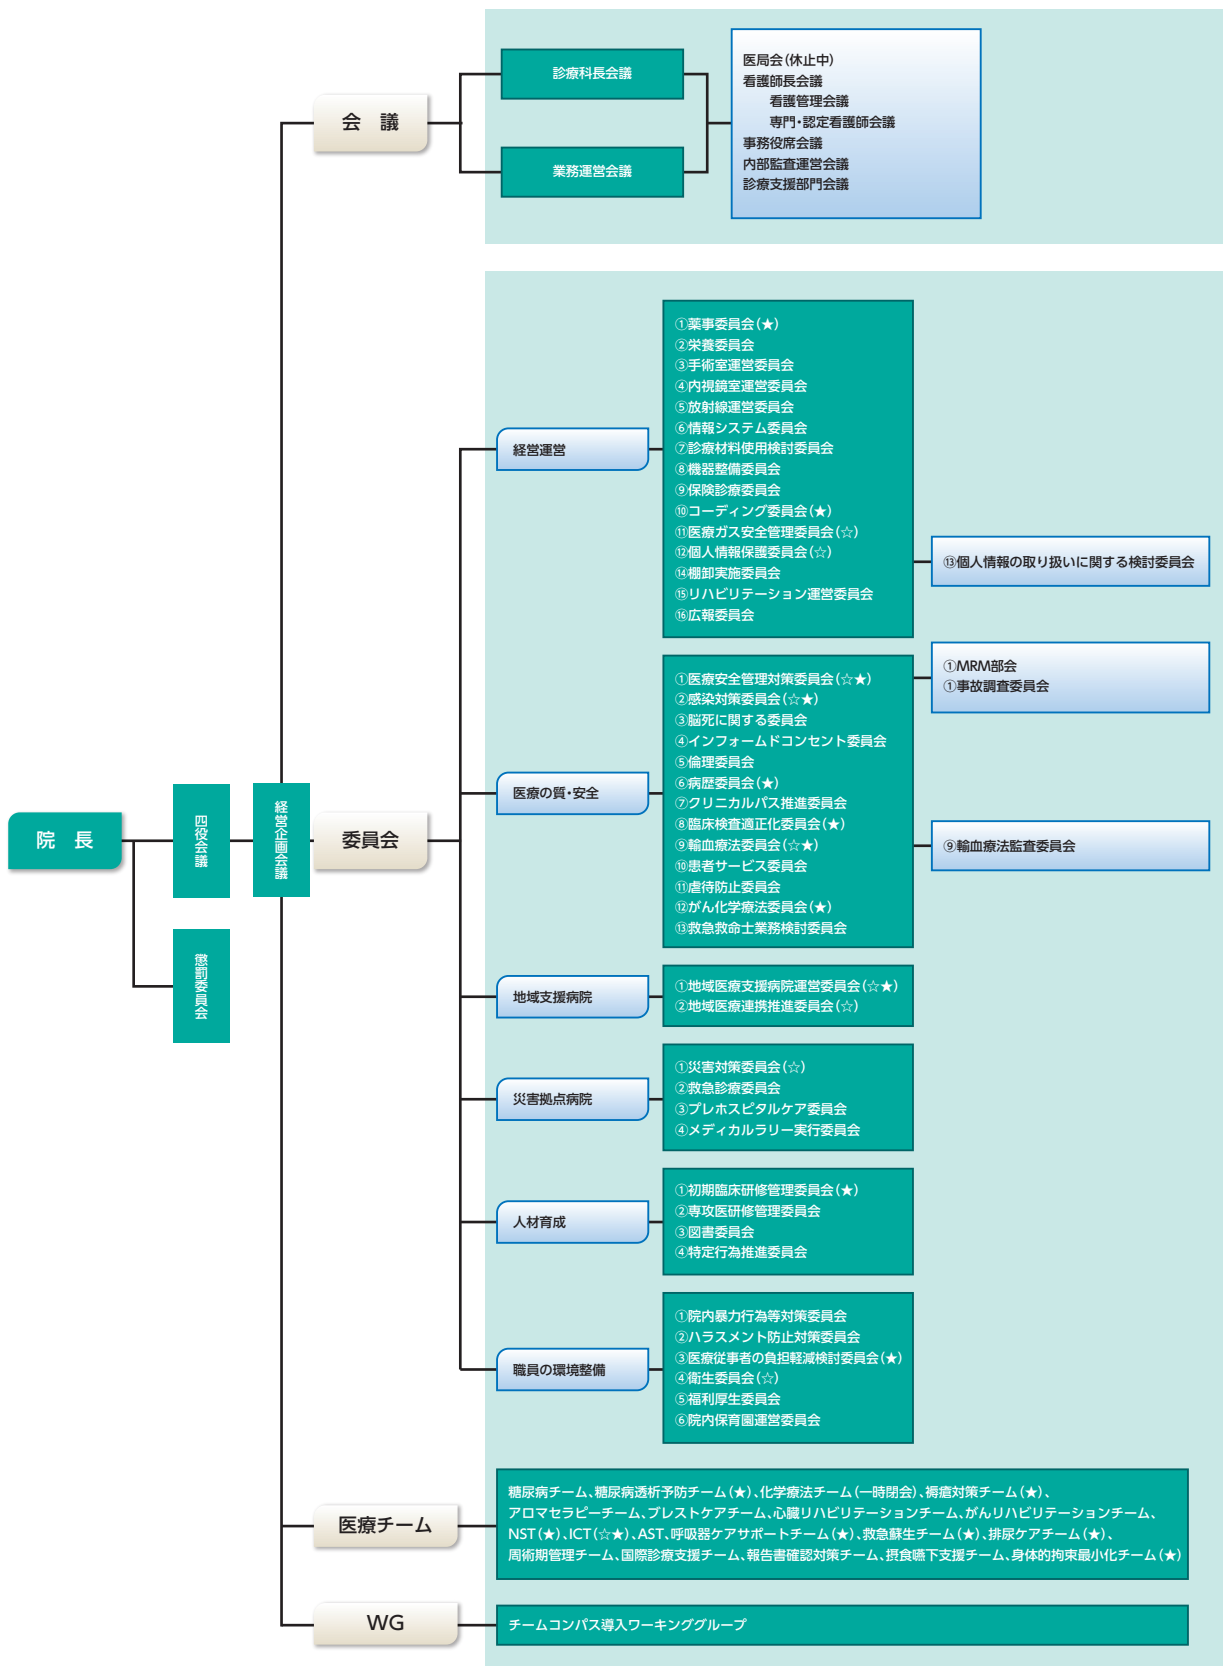 院　長
四役会議
懲罰委員会
経営企画会議
会　議
診療科長会議
業務運営会議
医局会(休止中)
看護師長会議
看護管理会議
専門・認定看護師会議
事務役席会議
内部監査運営会議
診療支援部門会議
委員会
経営運営
①薬事委員会(★)
②栄養委員会
③手術室運営委員会
④内視鏡室運営委員会
⑤放射線運営委員会
⑥情報システム委員会
⑦診療材料使用検討委員会
⑧機器整備委員会
⑨保険診療委員会
⑩コーディング委員会(★)
⑪医療ガス安全管理委員会(☆)
⑫個人情報保護委員会(☆)
⑭棚卸実施委員会
⑮リハビリテーション運営委員会
⑯広報委員会
⑬個人情報の取り扱いに関する検討委員会
医療の質・安全
①医療安全管理対策委員会(☆★)
②感染対策委員会(☆★)
③脳死に関する委員会
④インフォームドコンセント委員会
⑤倫理委員会
⑥病歴委員会(★)
⑦クリニカルパス推進委員会
⑧臨床検査適正化委員会(★)
⑨輸血療法委員会(☆★)
⑩患者サービス委員会
⑪虐待防止委員会
⑫がん化学療法委員会(★)
⑬救急救命士業務検討委員会
①MRM部会
①事故調査委員会
⑨輸血療法監査委員会
地域支援病院
①地域医療支援病院運営委員会(☆★)
②地域医療連携推進委員会(☆)
災害拠点病院
①災害対策委員会(☆)
②救急診療委員会
③プレホスピタルケア委員会
④メディカルラリー実行委員会
人材育成
①初期臨床研修管理委員会(★)
②専攻医研修管理委員会
③図書委員会
④特定行為推進委員会
職員の環境整備
①院内暴力行為等対策委員会
②ハラスメント防止対策委員会
③医療従事者の負担軽減検討委員会(★)
④衛生委員会(☆)
⑤福利厚生委員会
⑥院内保育園運営委員会
医療チーム
糖尿病チーム、糖尿病透析予防チーム(★)、化学療法チーム(一時閉会)、褥瘡対策チーム(★)、
アロマセラピーチーム、ブレストケアチーム、心臓リハビリテーションチーム、がんリハビリテーションチーム、
NST(★)、ICT(☆★)、AST、呼吸器ケアサポートチーム(★)、救急蘇生チーム(★)、排尿ケアチーム(★)、
周術期管理チーム、国際診療支援チーム、報告書確認対策チーム、摂食嚥下支援チーム、身体的拘束最小化チーム(★)
WG
チームコンパス導入ワーキンググループ